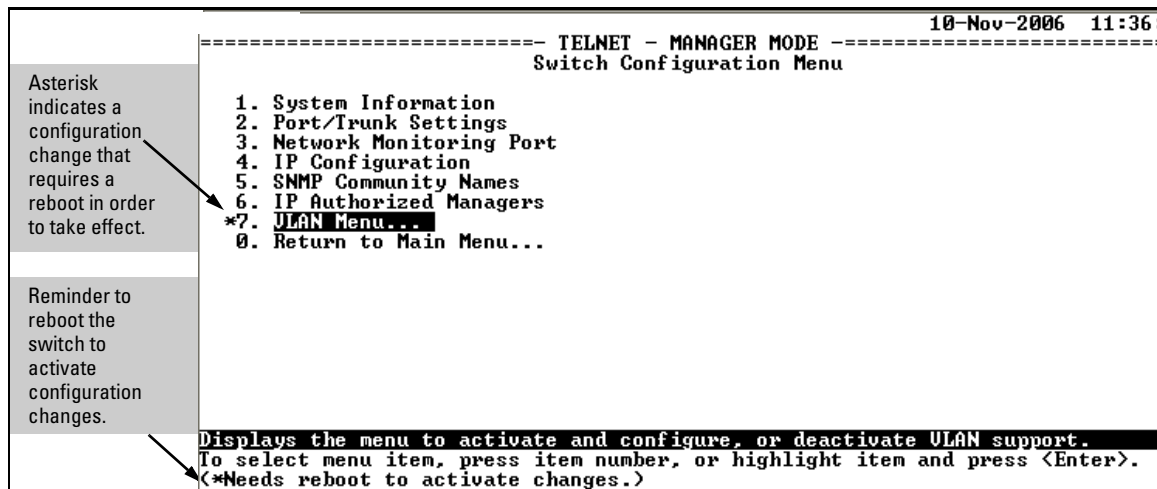 10-Nov-2006 11:36:
==========================- TELNET - MANAGER MODE -=========================
Switch Configuration Menu
Asterisk
indicates a
configuration
change that
requires a
reboot in order
to take effect.
1. System Information
2. Port/Trunk Settings
3. Network Monitoring Port
4. IP Configuration
5. SNMP Community Names
6. IP Authorized Managers
*7. VLAN Menu...
0. Return to Main Menu...
Reminder to
reboot the
switch to
activate
configuration
changes.
Displays the menu to activate and configure, or deactivate VLAN support.
To select menu item, press item number, or highlight item and press <Enter>.
(*Needs reboot to activate changes.)